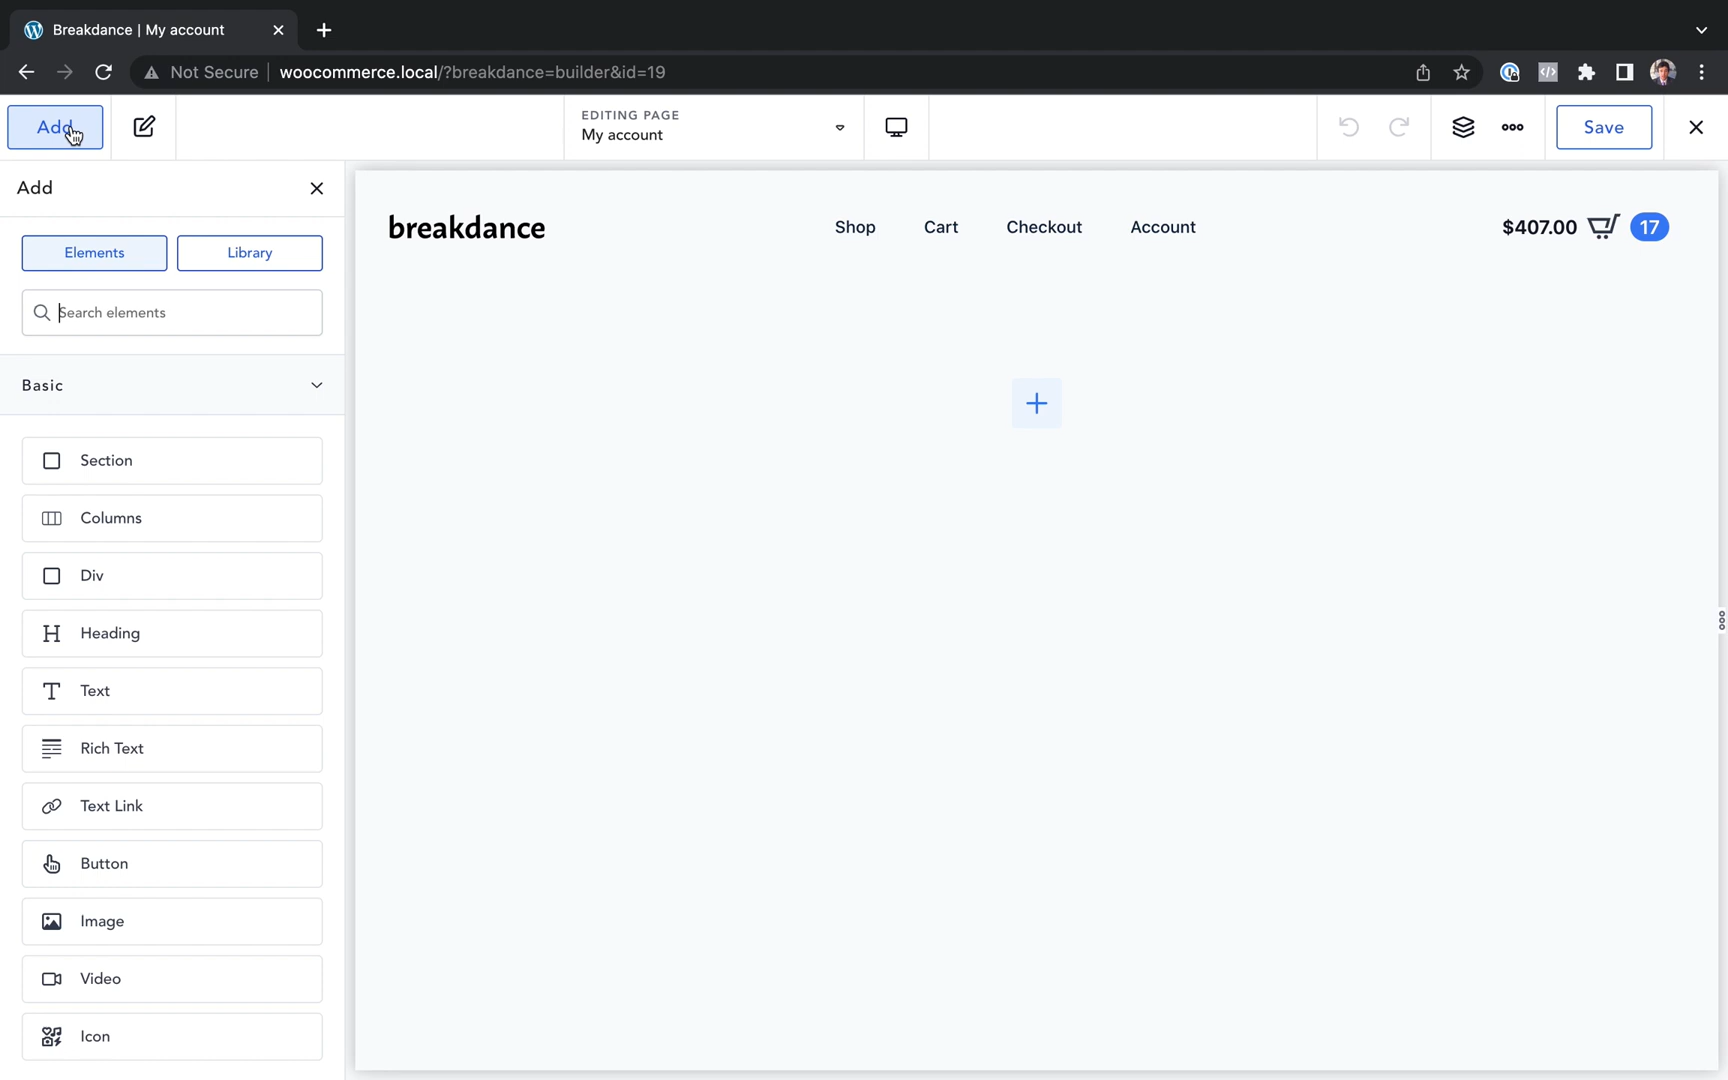 Breakdance | My account
Not Secure
woocommerce.local/?breakdance=builder&id=19
Add
EDITING PAGE
My account
Save
Add
Elements
Library
Search elements
Basic
Section
Columns
Div
Heading
Text
Rich Text
Text Link
Button
Image
Video
Icon
breakdance
Shop
Cart
Checkout
Account
$407.00
17